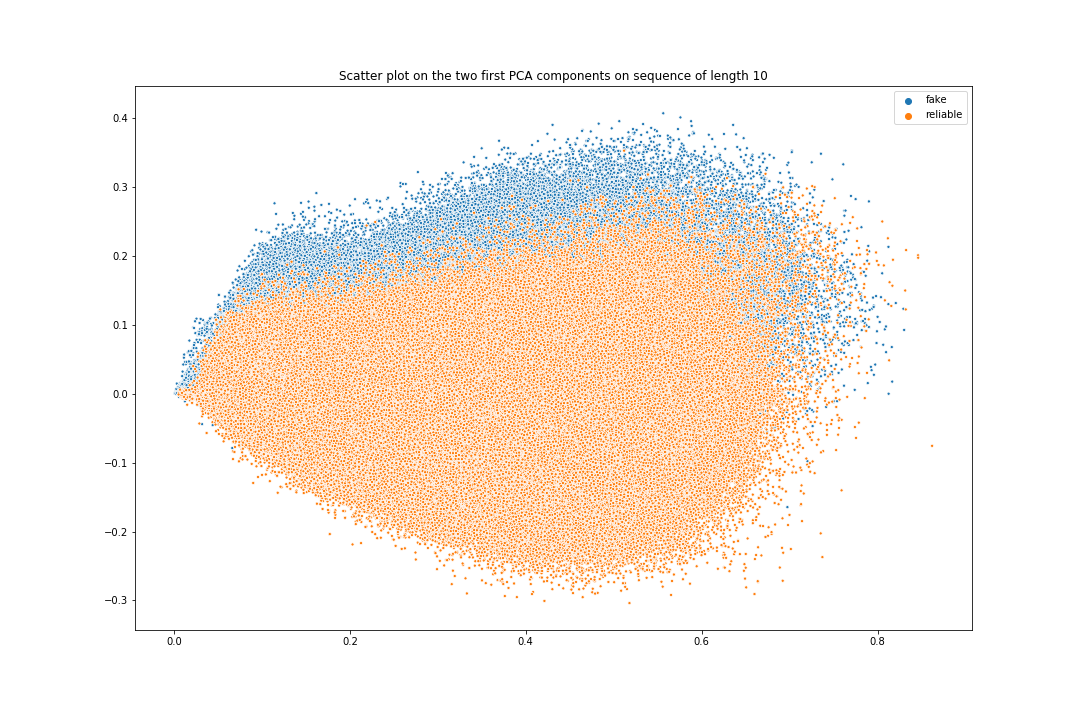 Scatter plot on the two first PCA components on sequence of length 10
fake
reliable
0.4
0.3
0.2
0.1
0.0
−0.1
−0.2
−0.3
0.0 0.2 0.4 0.6 0.8